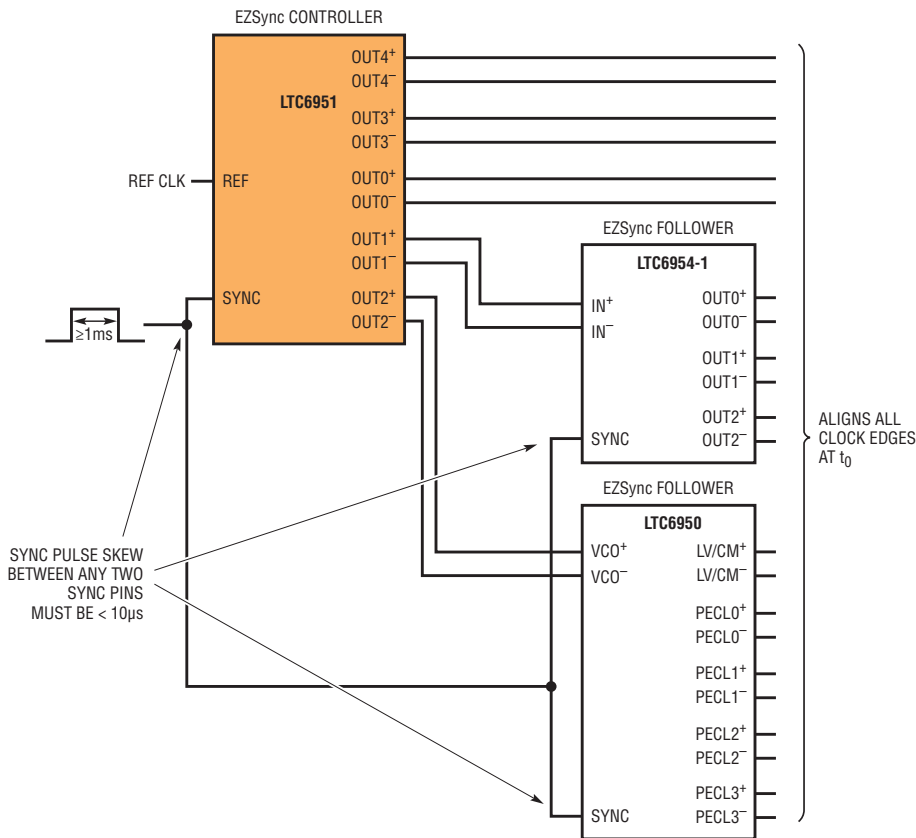 EZSync CONTROLLER
LTC6951
REF CLK
REF
SYNC
OUT4+
OUT4–
OUT3+
OUT3–
OUT0+
OUT0–
OUT1+
OUT1–
OUT2+
OUT2–
≥1ms
EZSync FOLLOWER
LTC6954-1
IN+
IN–
SYNC
OUT0+
OUT0–
OUT1+
OUT1–
OUT2+
OUT2–
EZSync FOLLOWER
LTC6950
VCO+
VCO–
SYNC
LV/CM+
LV/CM–
PECL0+
PECL0–
PECL1+
PECL1–
PECL2+
PECL2–
PECL3+
PECL3–
SYNC PULSE SKEW
BETWEEN ANY TWO
SYNC PINS
MUST BE < 10µs
ALIGNS ALL
CLOCK EDGES
AT t0